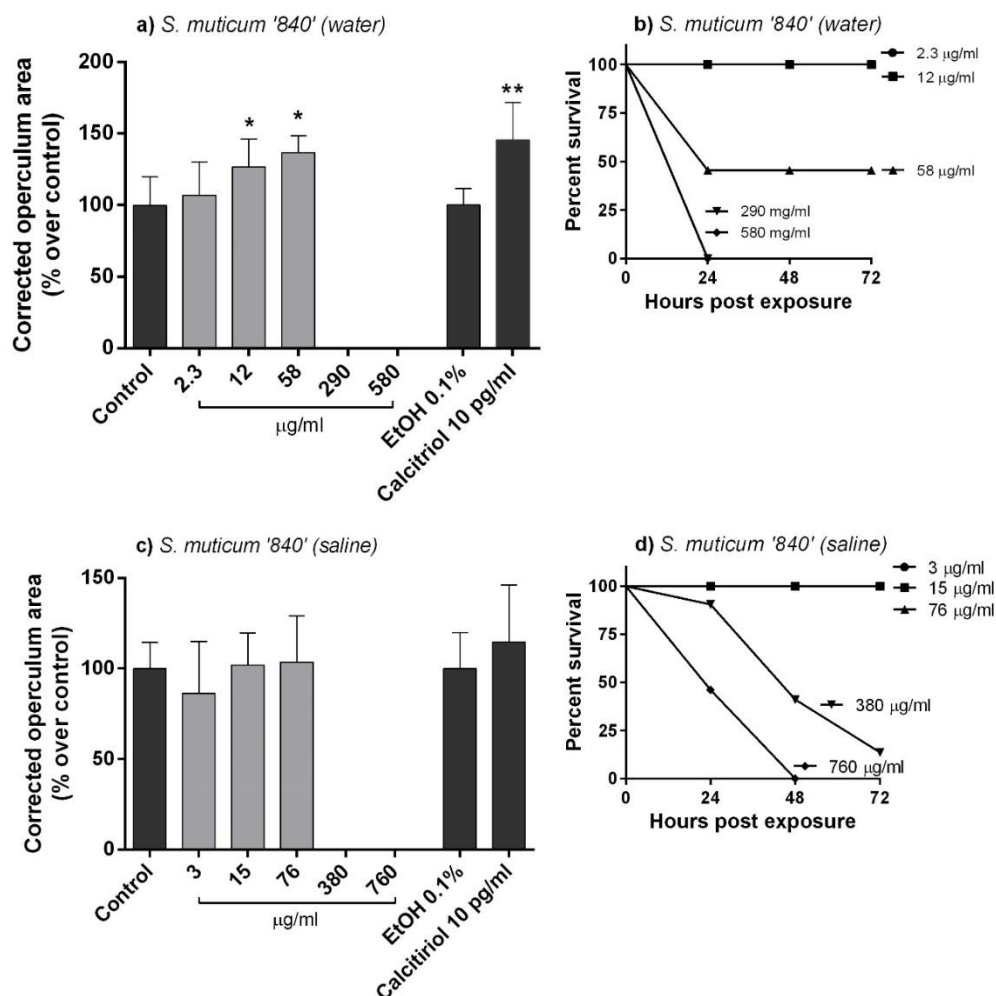 a) S. muticum '840' (water)
Corrected operculum area
(% over control)
200
150
100
50
0
*
*
**
Control
2.3
12
58
290
580
μg/ml
EtOH 0.1%
Calcitriol 10 pg/ml
b) S. muticum '840' (water)
Percent survival
100
75
50
25
0
2.3 μg/ml
12 μg/ml
58 μg/ml
290 mg/ml
580 mg/ml
0
24
48
72
Hours post exposure
c) S. muticum '840' (saline)
Corrected operculum area
(% over control)
150
100
50
0
Control
3
15
76
380
760
μg/ml
EtOH 0.1%
Calcitiriol 10 pg/ml
d) S. muticum '840' (saline)
Percent survival
100
75
50
25
0
3 μg/ml
15 μg/ml
76 μg/ml
380 μg/ml
760 μg/ml
0
24
48
72
Hours post exposure